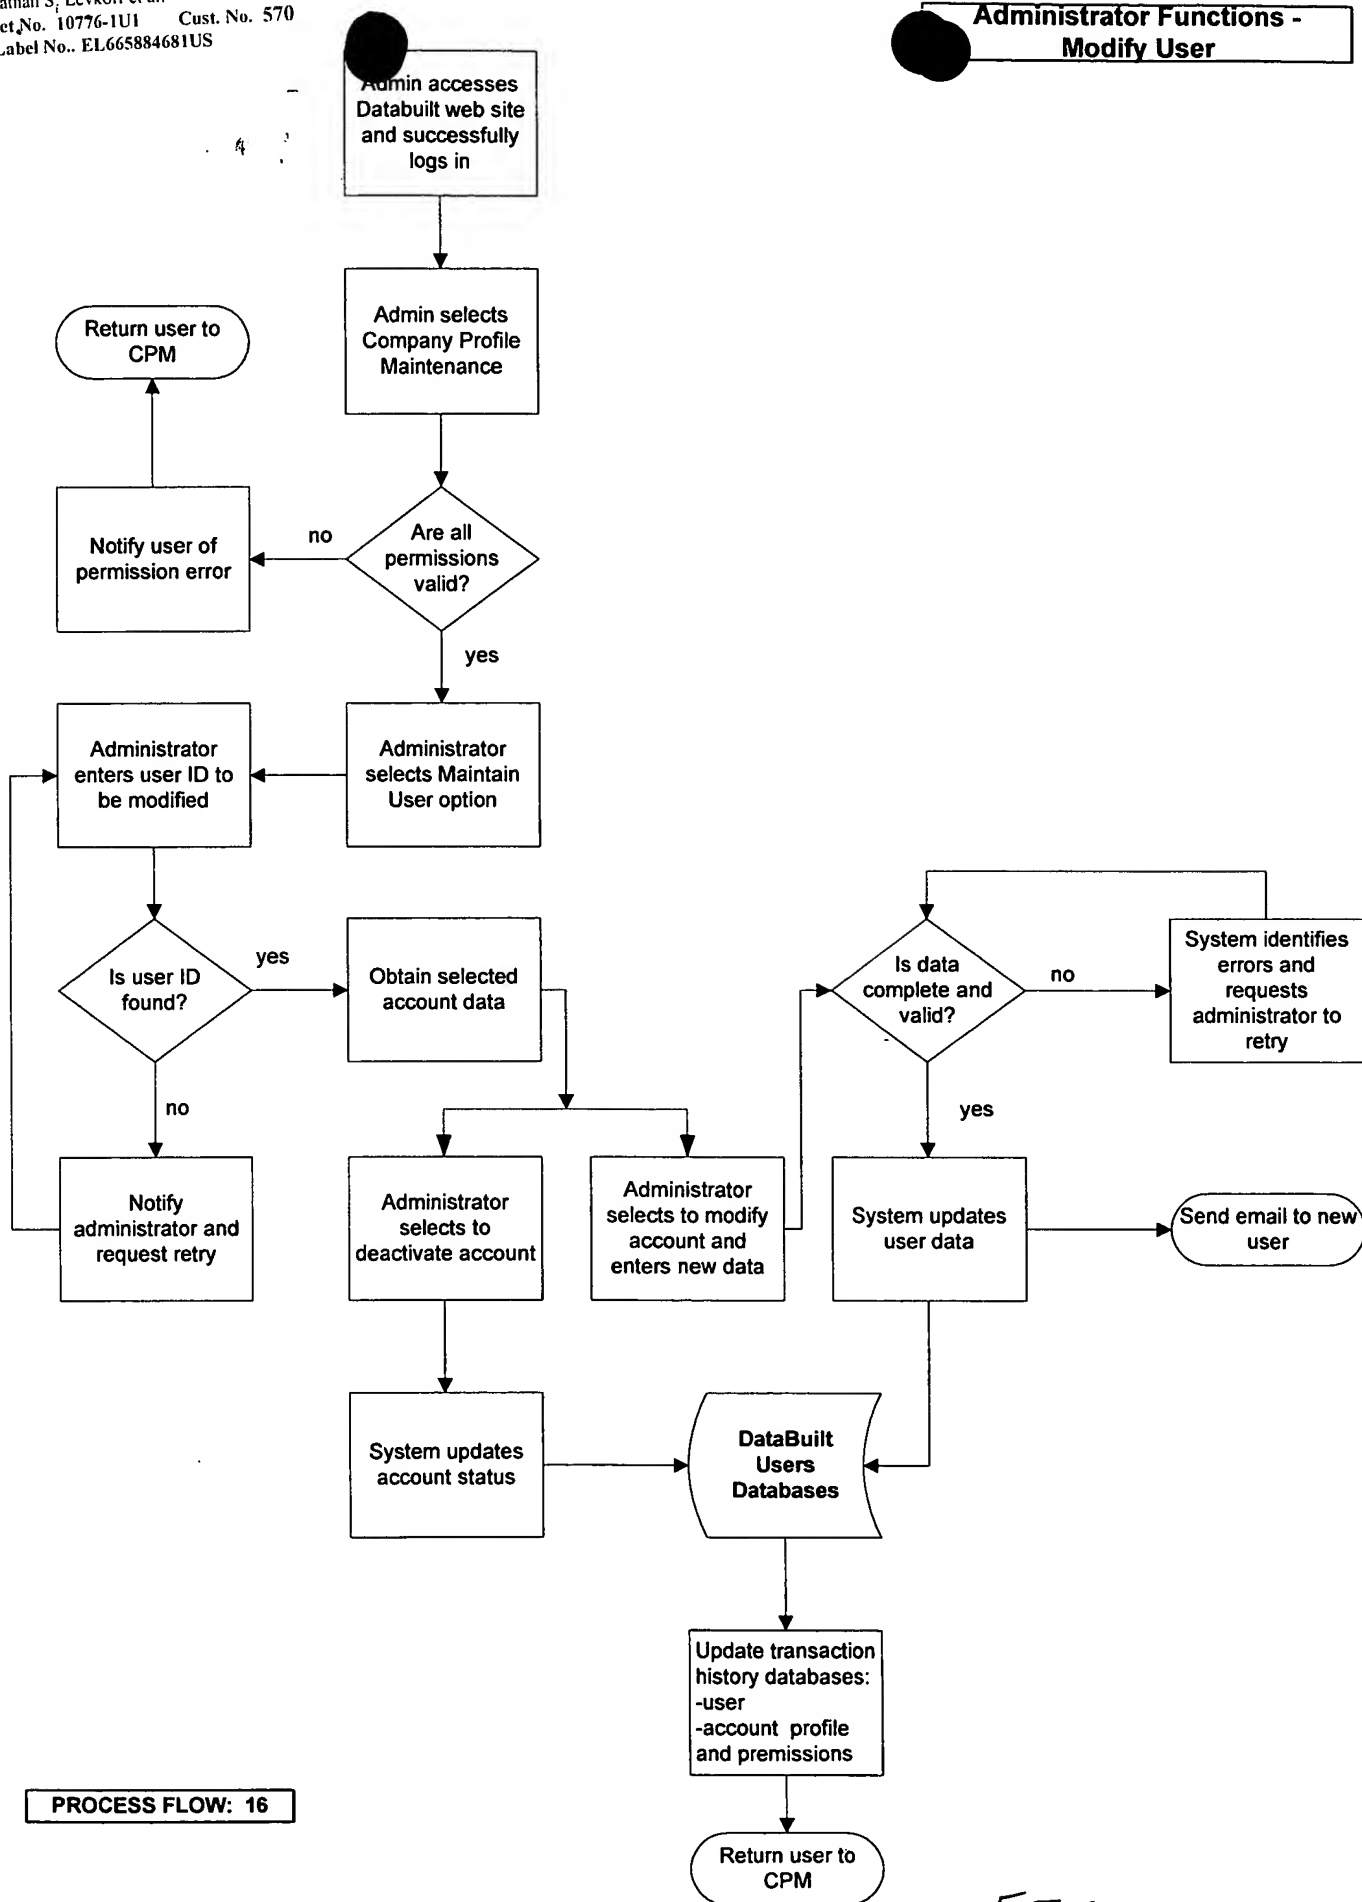 No. 10776-1U1 Cust. No. 570
Label No.. EL665884681US
Administrator Functions -
Modify User
Admin accesses
Databuilt web site
and successfully
logs in
Admin selects
Company Profile
Maintenance
Return user to
CPM
Are all
permissions
valid?
no
Notify user of
permission error
yes
Administrator
selects Maintain
User option
Administrator
enters user ID to
be modified
Is user ID
found?
yes
Obtain selected
account data
no
Notify
administrator and
request retry
Is data
complete and
valid?
no
System identifies
errors and
requests
administrator to
retry
yes
Administrator
selects to
deactivate account
Administrator
selects to modify
account and
enters new data
System updates
user data
Send email to new
user
System updates
account status
DataBuilt
Users
Databases
Update transaction
history databases:
-user
-account profile
and premissions
PROCESS FLOW: 16
Return user to
CPM